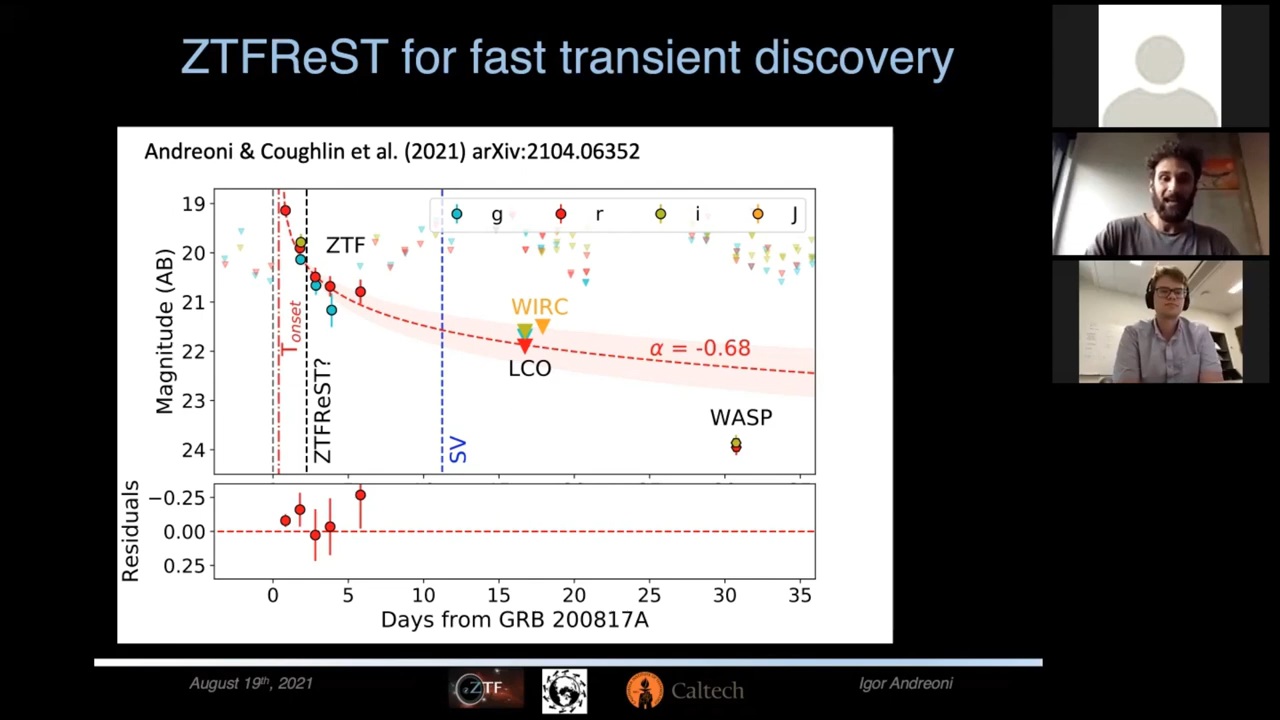 ZTFReST for fast transient discovery
Andreoni & Coughlin et al. (2021) arXiv:2104.06352
g r i J
19
20
21
22
23
24
Magnitude (AB)
Tonset
ZTFReST?
ZTF
SV
WIRC
LCO
α = -0.68
WASP
Residuals
−0.25
0.00
0.25
0 5 10 15 20 25 30 35
Days from GRB 200817A
August 19th, 2021
ZTF
Caltech
Igor Andreoni